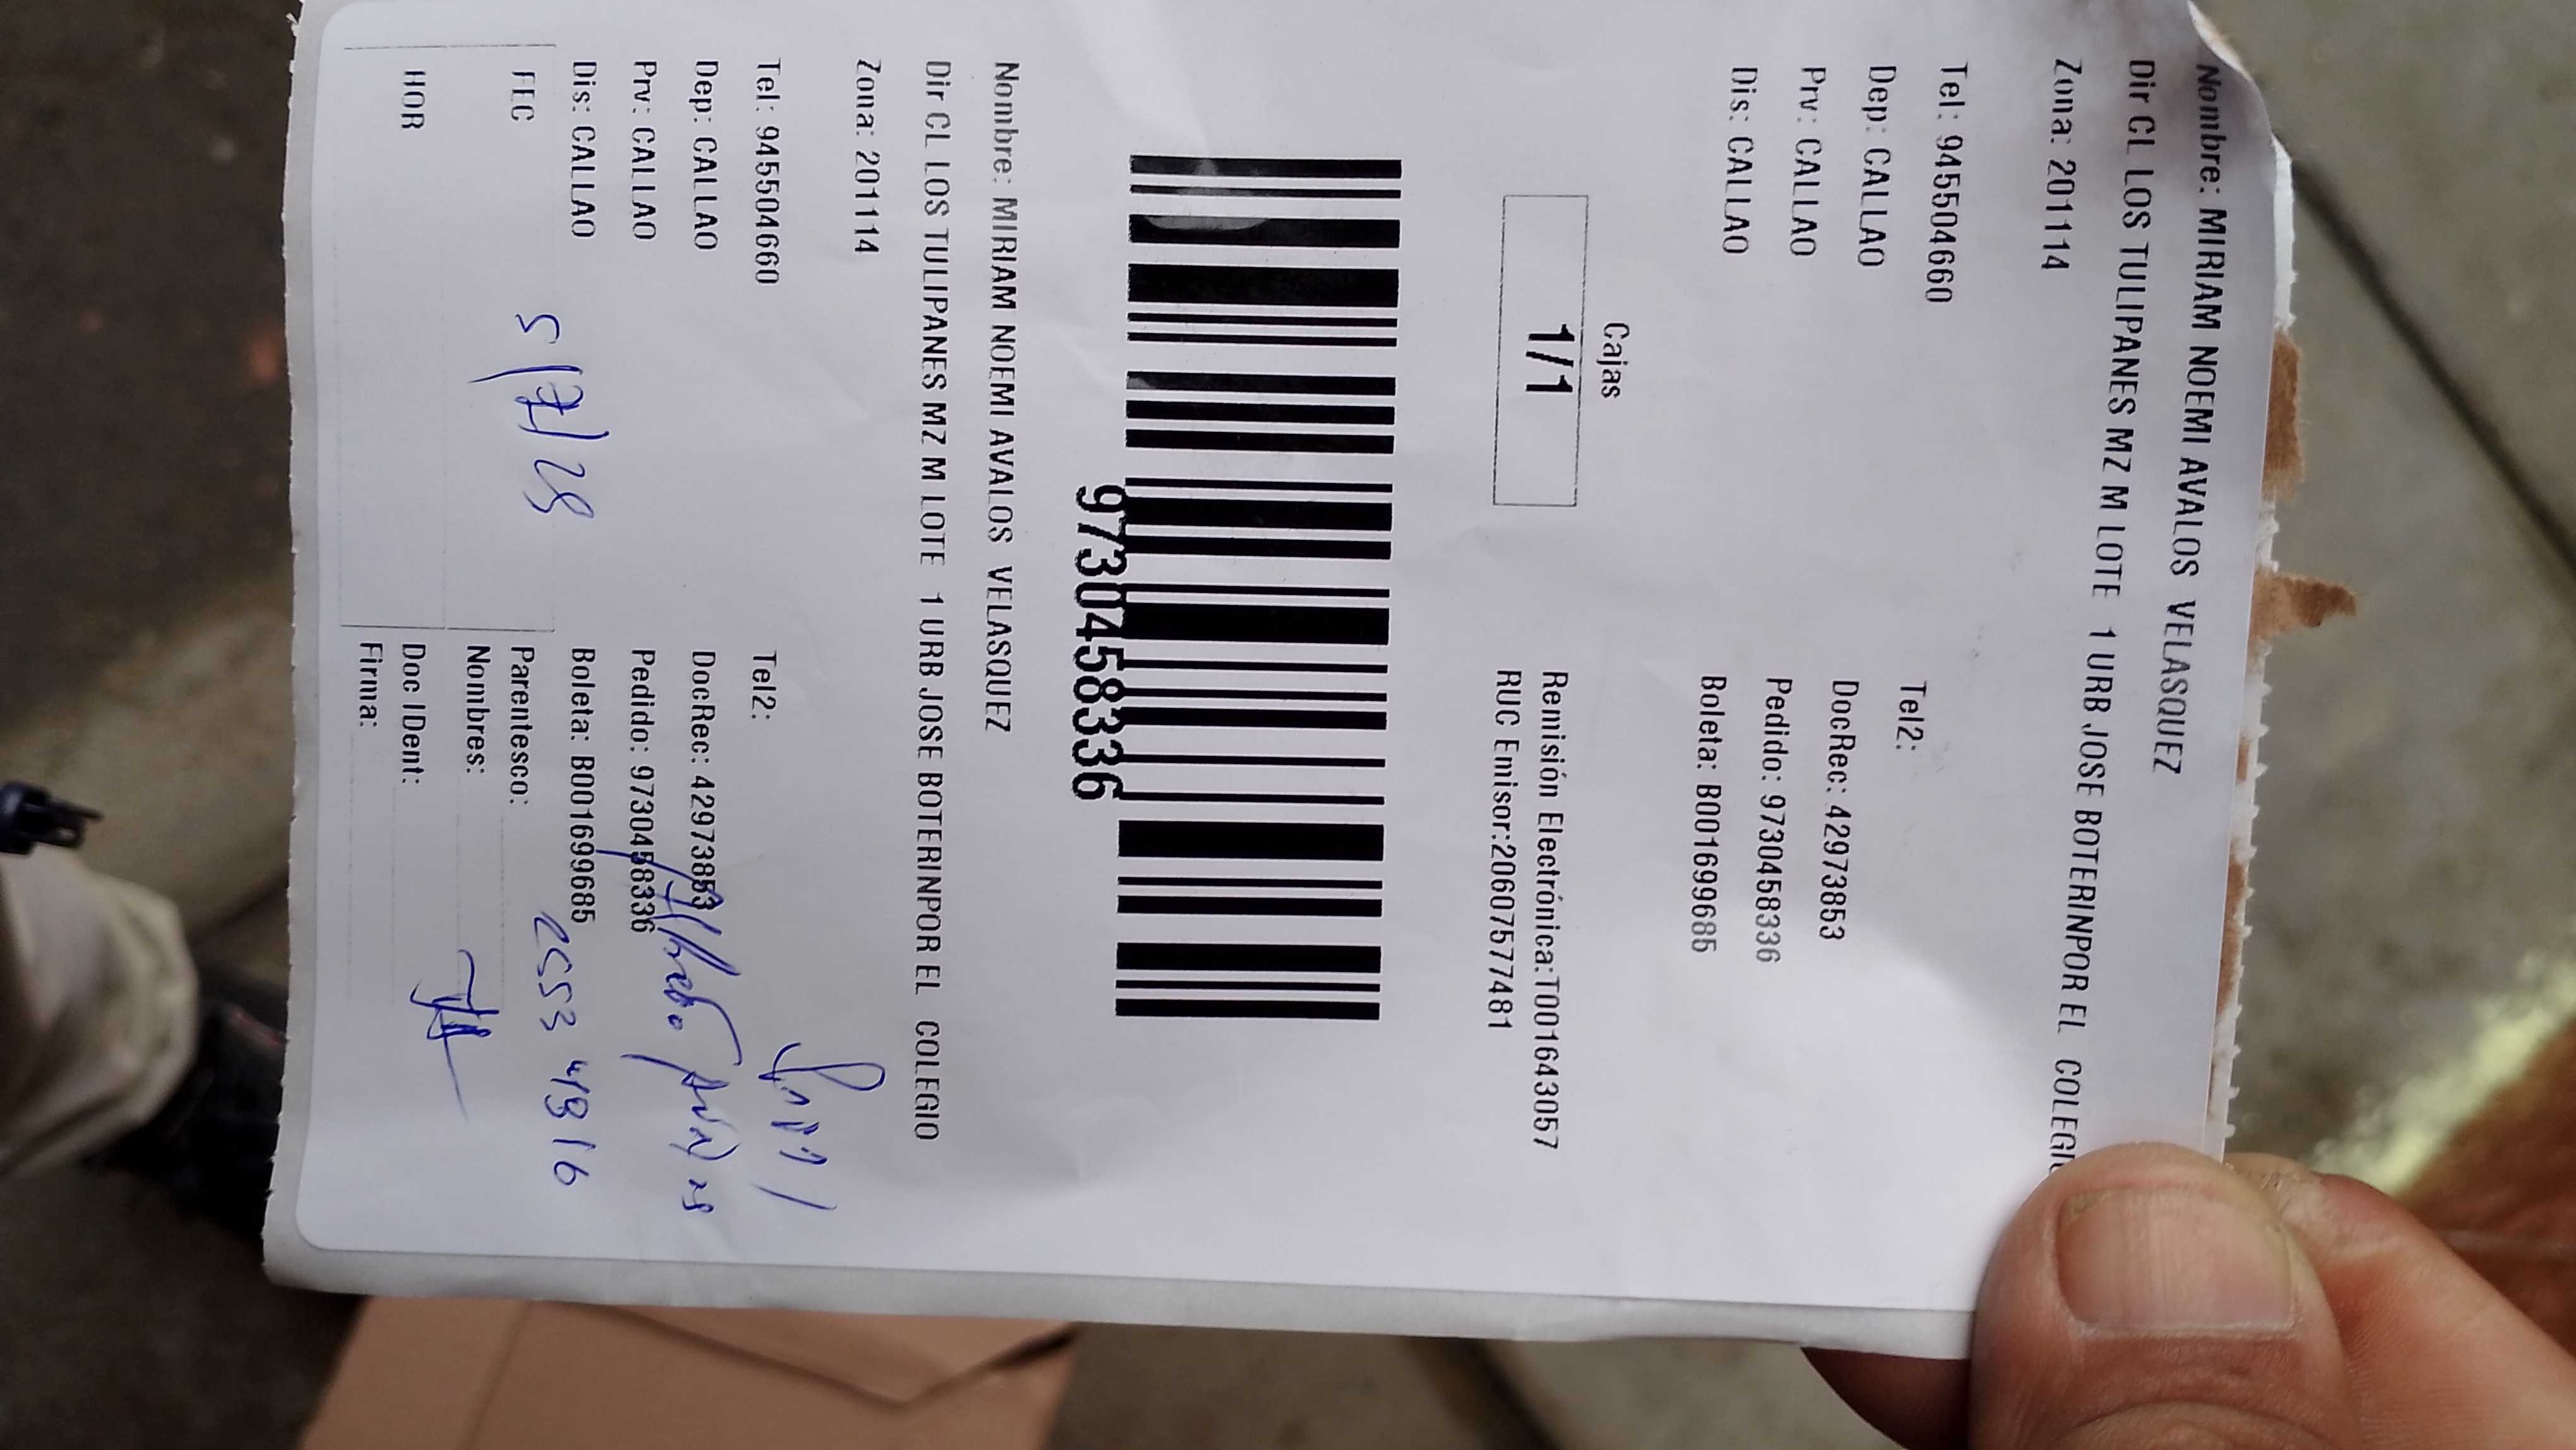 Nombre: MIRIAM NOEMI AVALOS VELASQUEZ
Dir CL LOS TULIPANES MZ M LOTE 1 URB JOSE BOTERINPOR EL COLEGIO
Zona: 201114
Tel: 945504660 Tel2:
Dep: CALLAO DocRec: 42973853
Prv: CALLAO Pedido: 9730458336
Dis: CALLAO Boleta: B001699685
Cajas
1/1
Remisión Electrónica:T001643057
RUC Emisor:20607577481
9730458336
Nombre: MIRIAM NOEMI AVALOS VELASQUEZ
Dir CL LOS TULIPANES MZ M LOTE 1 URB JOSE BOTERINPOR EL COLEGIO
Zona: 201114
Tel: 945504660 Tel2:
Dep: CALLAO DocRec: 42973853
Prv: CALLAO Pedido: 9730458336
Dis: CALLAO Boleta: B001699685
FEC 5/7/25 Parentesco: 25534916
Nombres:
HOR Doc IDent:
Firma: